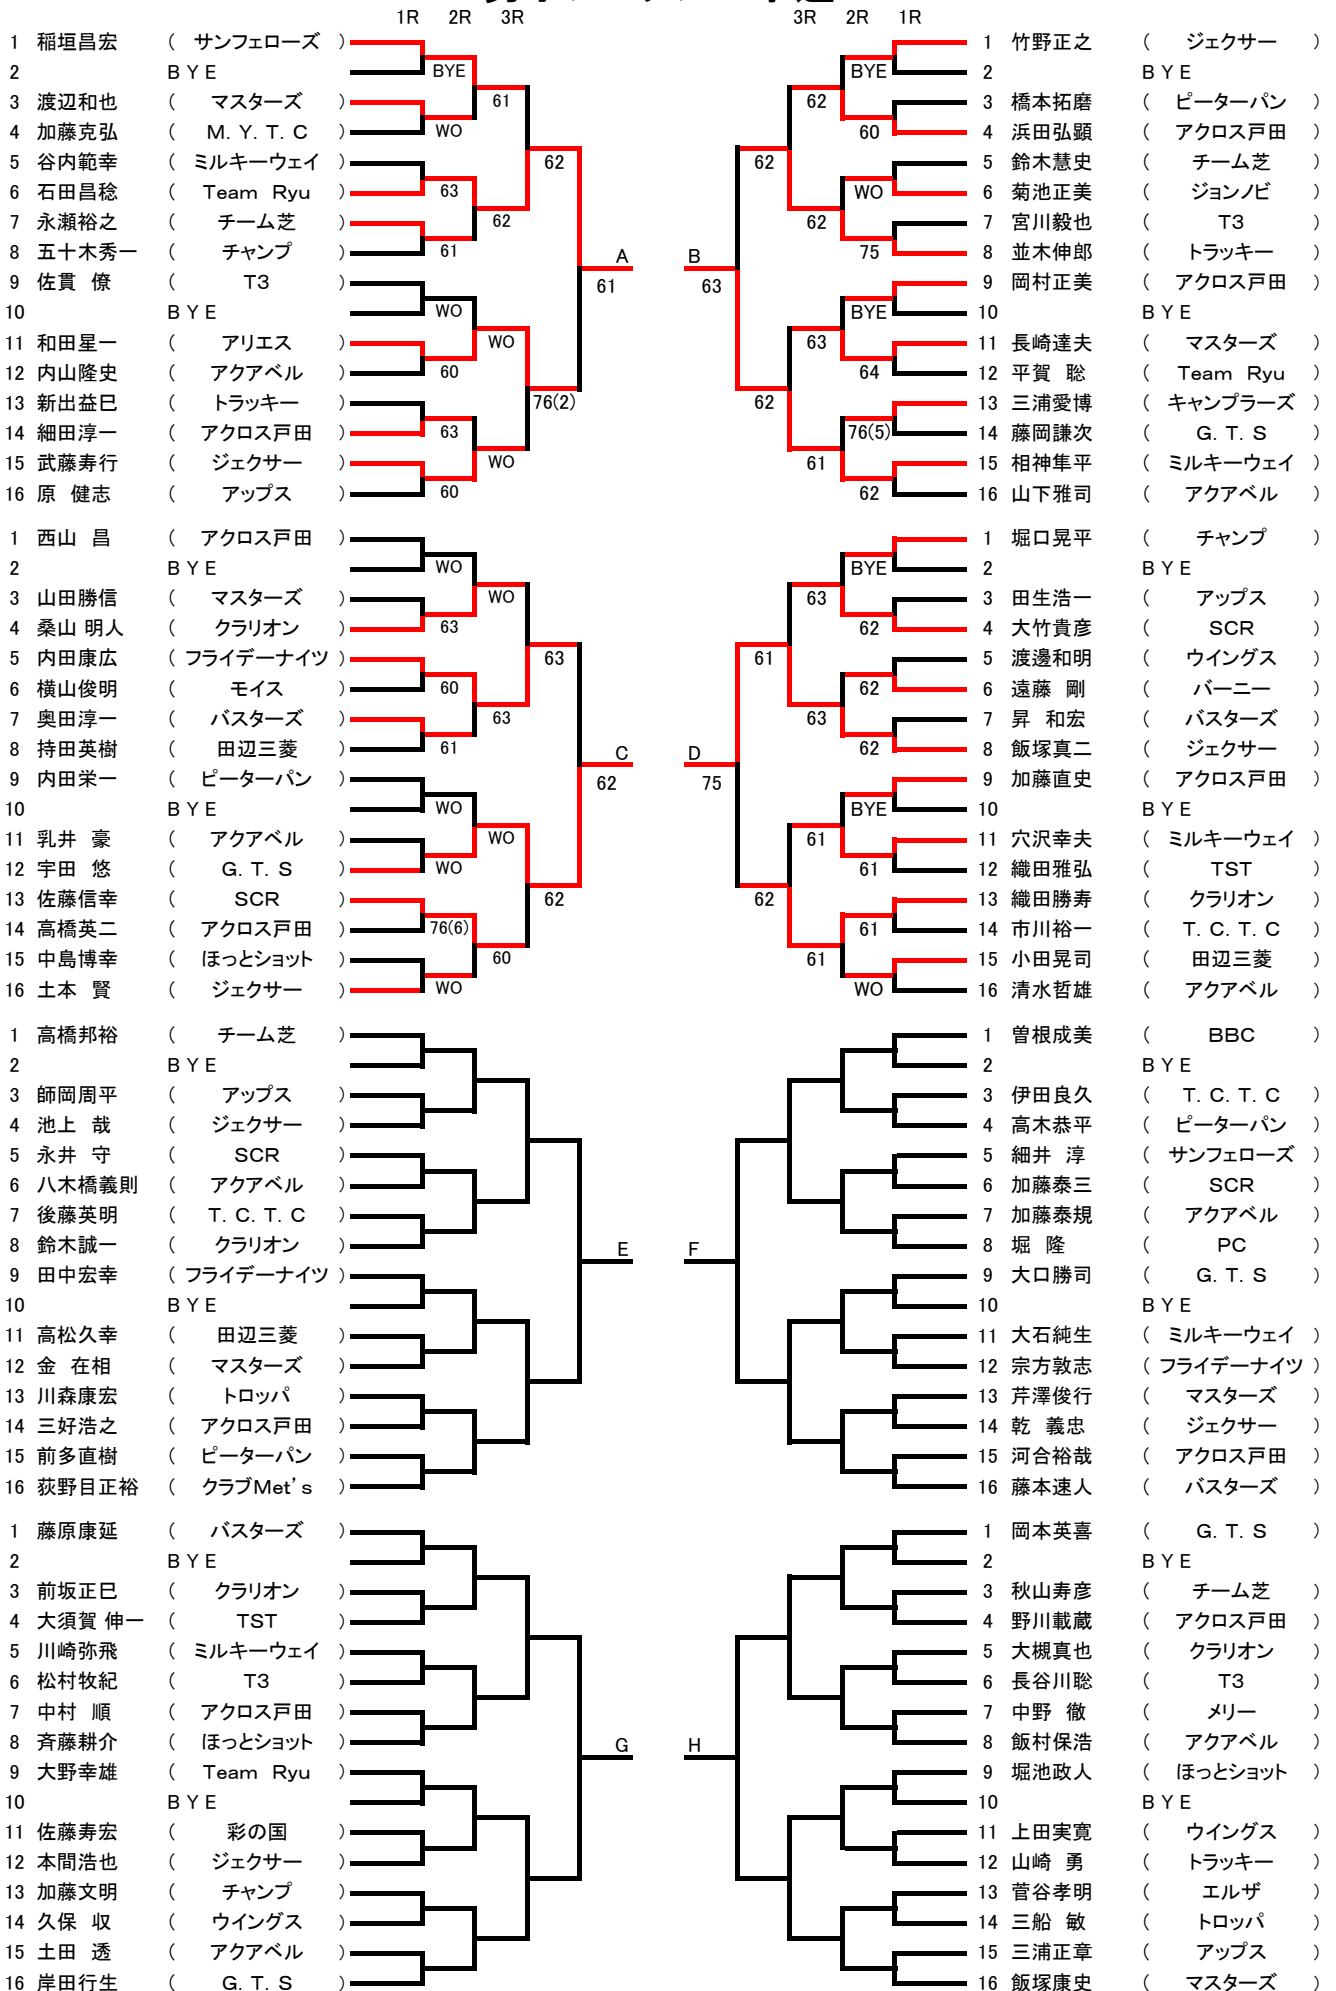 1R 2R 3R 3R 2R 1R
1 稲垣昌宏 ( サンフェローズ )
2 BYE
BYE
3 渡辺和也 ( マスターズ )
61
4 加藤克弘 ( M.Y.T.C )
WO
5 谷内範幸 ( ミルキーウェイ )
62
6 石田昌稔 ( Team Ryu )
63
7 永瀬裕之 ( チーム芝 )
62
8 五十木秀一 ( チャンプ )
61
A
61
9 佐貫 僚 ( T3 )
10 BYE
WO
11 和田星一 ( アリエス )
WO
12 内山隆史 ( アクアベル )
60
13 新出益巳 ( トラッキー )
76(2)
14 細田淳一 ( アクロス戸田 )
63
15 武藤寿行 ( ジェクサー )
WO
16 原 健志 ( アップス )
60
1 竹野正之 ( ジェクサー )
2 BYE
BYE
3 橋本拓磨 ( ピーターパン )
62
4 浜田弘顕 ( アクロス戸田 )
60
5 鈴木慧史 ( チーム芝 )
62
6 菊池正美 ( ジョンノビ )
WO
7 宮川毅也 ( T3 )
62
8 並木伸郎 ( トラッキー )
75
B
63
9 岡村正美 ( アクロス戸田 )
10 BYE
BYE
11 長崎達夫 ( マスターズ )
63
12 平賀 聡 ( Team Ryu )
64
13 三浦愛博 ( キャンプラーズ )
62
14 藤岡謙次 ( G.T.S )
76(5)
15 相神隼平 ( ミルキーウェイ )
61
16 山下雅司 ( アクアベル )
62
1 西山 昌 ( アクロス戸田 )
2 BYE
WO
3 山田勝信 ( マスターズ )
WO
4 桑山 明人 ( クラリオン )
63
5 内田康広 ( フライデーナイツ )
63
6 横山俊明 ( モイス )
60
7 奥田淳一 ( バスターズ )
63
8 持田英樹 ( 田辺三菱 )
61
C
62
9 内田栄一 ( ピーターパン )
10 BYE
WO
11 乳井 豪 ( アクアベル )
WO
12 宇田 悠 ( G.T.S )
WO
13 佐藤信幸 ( SCR )
62
14 高橋英二 ( アクロス戸田 )
76(6)
15 中島博幸 ( ほっとショット )
60
16 土本 賢 ( ジェクサー )
WO
1 堀口晃平 ( チャンプ )
2 BYE
BYE
3 田生浩一 ( アップス )
63
4 大竹貴彦 ( SCR )
62
5 渡邊和明 ( ウイングス )
61
6 遠藤 剛 ( バーニー )
62
7 昇 和宏 ( バスターズ )
63
8 飯塚真二 ( ジェクサー )
62
D
75
9 加藤直史 ( アクロス戸田 )
10 BYE
BYE
11 穴沢幸夫 ( ミルキーウェイ )
61
12 織田雅弘 ( TST )
61
13 織田勝寿 ( クラリオン )
62
14 市川裕一 ( T.C.T.C )
61
15 小田晃司 ( 田辺三菱 )
61
16 清水哲雄 ( アクアベル )
WO
1 高橋邦裕 ( チーム芝 )
2 BYE
3 師岡周平 ( アップス )
4 池上 哉 ( ジェクサー )
5 永井 守 ( SCR )
6 八木橋義則 ( アクアベル )
7 後藤英明 ( T.C.T.C )
8 鈴木誠一 ( クラリオン )
E
9 田中宏幸 ( フライデーナイツ )
10 BYE
11 高松久幸 ( 田辺三菱 )
12 金 在相 ( マスターズ )
13 川森康宏 ( トロッパ )
14 三好浩之 ( アクロス戸田 )
15 前多直樹 ( ピーターパン )
16 荻野目正裕 ( クラブMet's )
1 曽根成美 ( BBC )
2 BYE
3 伊田良久 ( T.C.T.C )
4 高木恭平 ( ピーターパン )
5 細井 淳 ( サンフェローズ )
6 加藤泰三 ( SCR )
7 加藤泰規 ( アクアベル )
8 堀 隆 ( PC )
F
9 大口勝司 ( G.T.S )
10 BYE
11 大石純生 ( ミルキーウェイ )
12 宗方敦志 ( フライデーナイツ )
13 芹澤俊行 ( マスターズ )
14 乾 義忠 ( ジェクサー )
15 河合裕哉 ( アクロス戸田 )
16 藤本速人 ( バスターズ )
1 藤原康延 ( バスターズ )
2 BYE
3 前坂正巳 ( クラリオン )
4 大須賀 伸一 ( TST )
5 川崎弥飛 ( ミルキーウェイ )
6 松村牧紀 ( T3 )
7 中村 順 ( アクロス戸田 )
8 斉藤耕介 ( ほっとショット )
G
9 大野幸雄 ( Team Ryu )
10 BYE
11 佐藤寿宏 ( 彩の国 )
12 本間浩也 ( ジェクサー )
13 加藤文明 ( チャンプ )
14 久保 収 ( ウイングス )
15 土田 透 ( アクアベル )
16 岸田行生 ( G.T.S )
1 岡本英喜 ( G.T.S )
2 BYE
3 秋山寿彦 ( チーム芝 )
4 野川載蔵 ( アクロス戸田 )
5 大槻真也 ( クラリオン )
6 長谷川聡 ( T3 )
7 中野 徹 ( メリー )
8 飯村保浩 ( アクアベル )
H
9 堀池政人 ( ほっとショット )
10 BYE
11 上田実寛 ( ウイングス )
12 山崎 勇 ( トラッキー )
13 菅谷孝明 ( エルザ )
14 三船 敏 ( トロッパ )
15 三浦正章 ( アップス )
16 飯塚康史 ( マスターズ )